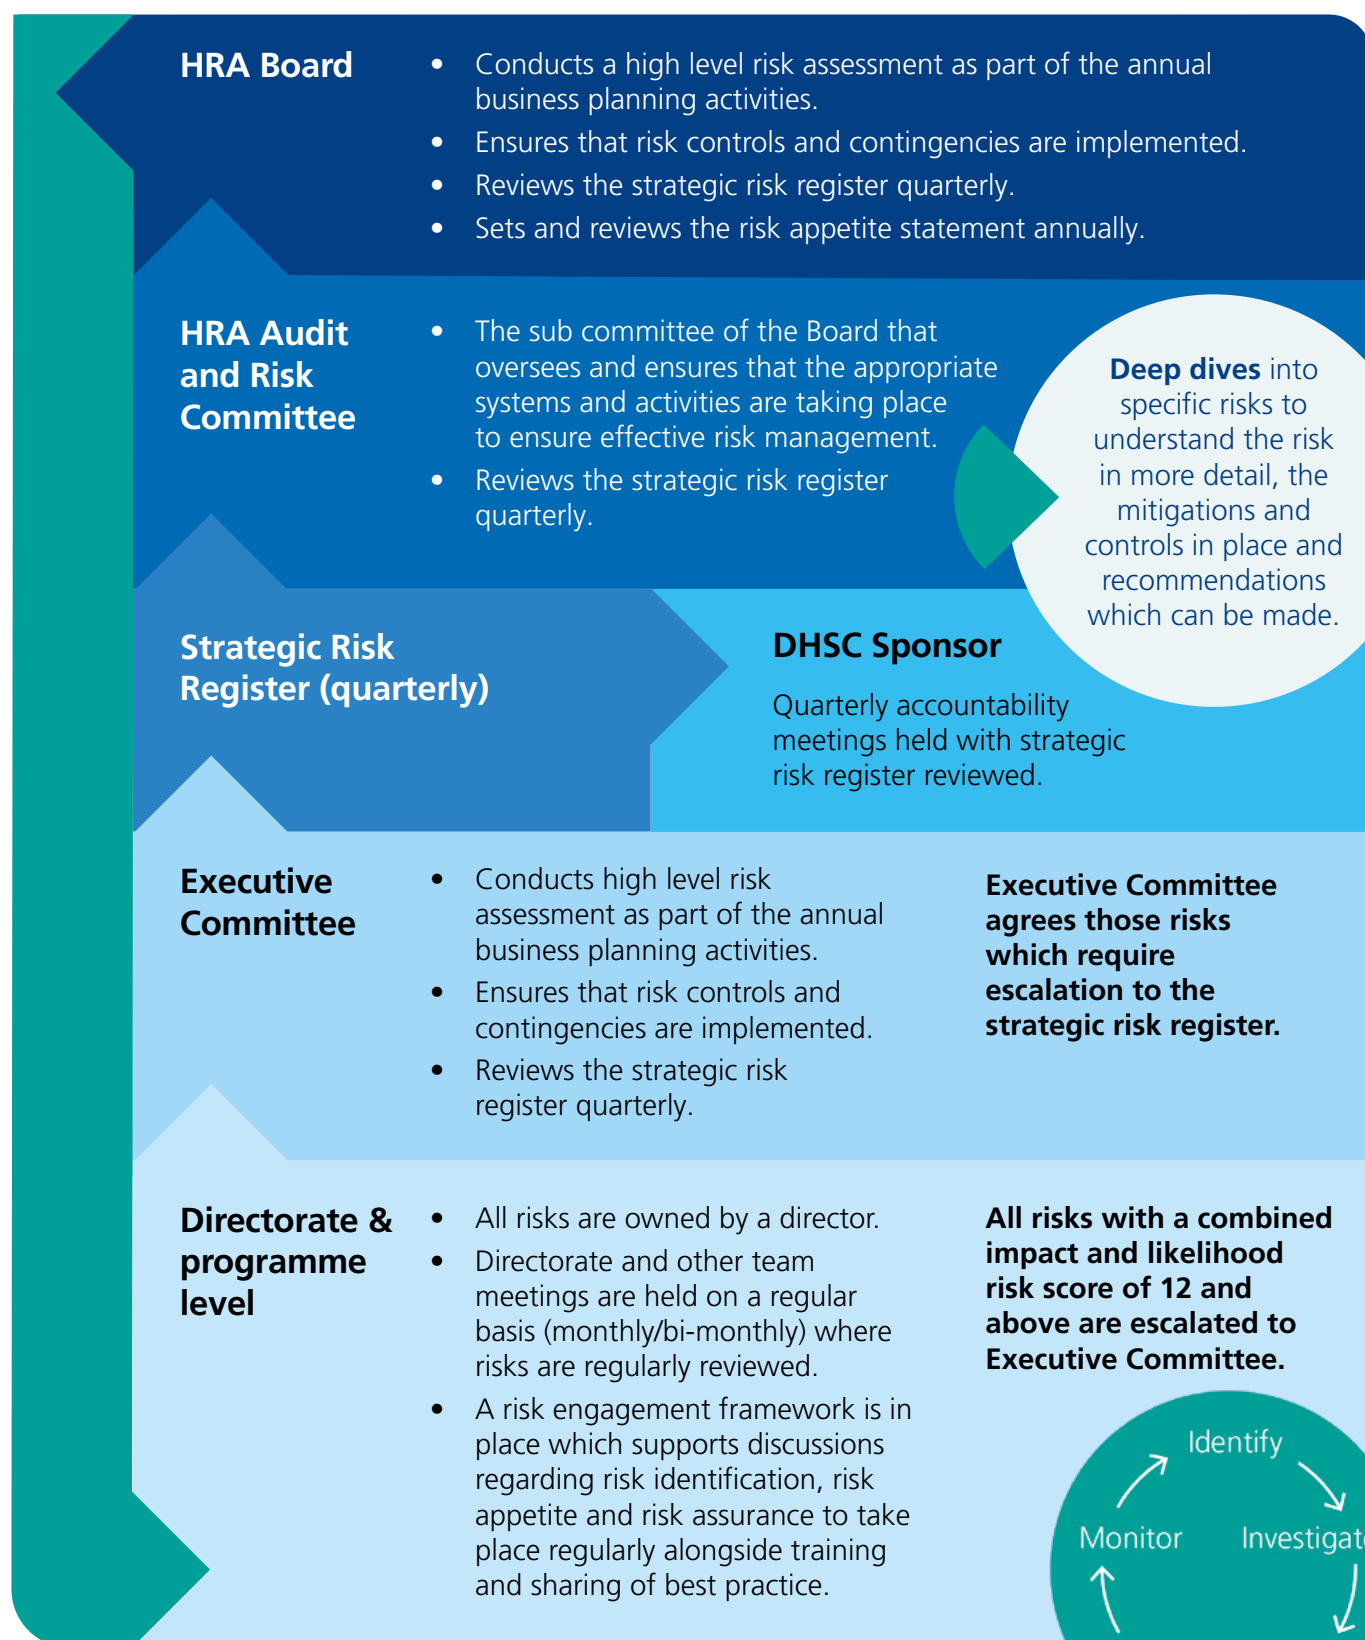 HRA Board
• Conducts a high level risk assessment as part of the annual
business planning activities.
• Ensures that risk controls and contingencies are implemented.
• Reviews the strategic risk register quarterly.
• Sets and reviews the risk appetite statement annually.
HRA Audit
and Risk
Committee
• The sub committee of the Board that
oversees and ensures that the appropriate
systems and activities are taking place
to ensure effective risk management.
• Reviews the strategic risk register
quarterly.
Deep dives into
specific risks to
understand the risk
in more detail, the
mitigations and
controls in place and
recommendations
which can be made.
Strategic Risk
Register (quarterly)
DHSC Sponsor
Quarterly accountability
meetings held with strategic
risk register reviewed.
Executive
Committee
• Conducts high level risk
assessment as part of the annual
business planning activities.
• Ensures that risk controls and
contingencies are implemented.
• Reviews the strategic risk
register quarterly.
Executive Committee
agrees those risks
which require
escalation to the
strategic risk register.
Directorate &
programme
level
• All risks are owned by a director.
• Directorate and other team
meetings are held on a regular
basis (monthly/bi-monthly) where
risks are regularly reviewed.
• A risk engagement framework is in
place which supports discussions
regarding risk identification, risk
appetite and risk assurance to take
place regularly alongside training
and sharing of best practice.
All risks with a combined
impact and likelihood
risk score of 12 and
above are escalated to
Executive Committee.
Identify
Monitor
Investigate